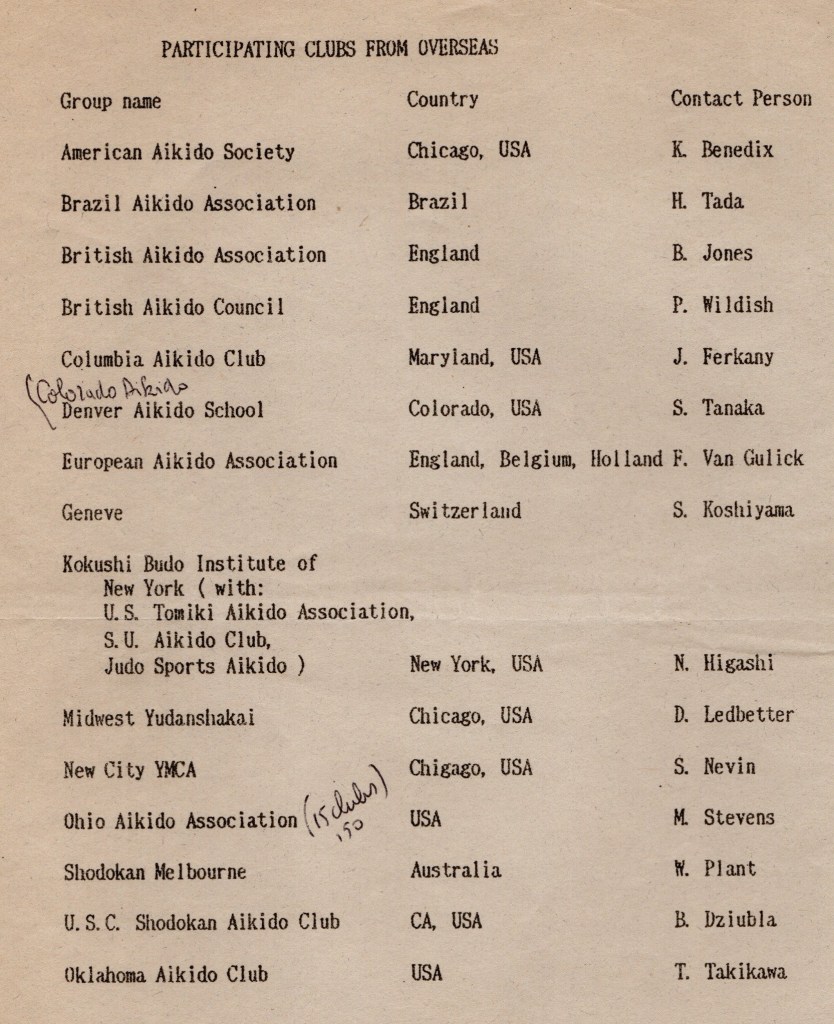 PARTICIPATING CLUBS FROM OVERSEAS
Group name Country Contact Person
American Aikido Society Chicago, USA K. Benedix
Brazil Aikido Association Brazil H. Tada
British Aikido Association England B. Jones
British Aikido Council England P. Wildish
Columbia Aikido Club Maryland, USA J. Ferkany
(Colorado Aikido
Denver Aikido School Colorado, USA S. Tanaka
European Aikido Association England, Belgium, Holland F. Van Gulick
Geneve Switzerland S. Koshiyama
Kokushi Budo Institute of
New York ( with:
U.S. Tomiki Aikido Association,
S.U. Aikido Club,
Judo Sports Aikido ) New York, USA N. Higashi
Midwest Yudanshakai Chicago, USA D. Ledbetter
New City YMCA Chigago, USA S. Nevin
Ohio Aikido Association (15 clubs) USA M. Stevens
Shodokan Melbourne Australia W. Plant
U.S.C. Shodokan Aikido Club CA, USA B. Dziubla
Oklahoma Aikido Club USA T. Takikawa